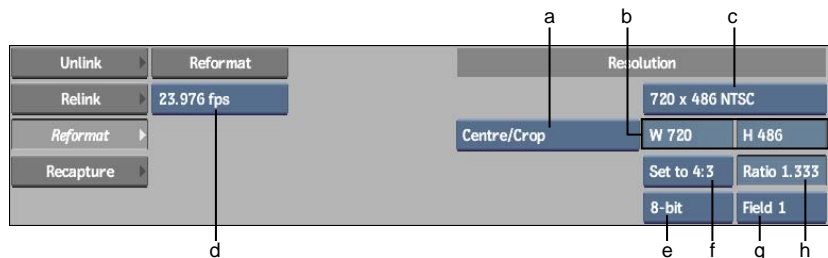 a b c
Unlink Reformat Resolution
Relink 23.976 fps 720 x 486 NTSC
Reformat Centre/Crop W 720 H 486
Recapture Set to 4:3 Ratio 1.333
8-bit Field 1
d e f g h